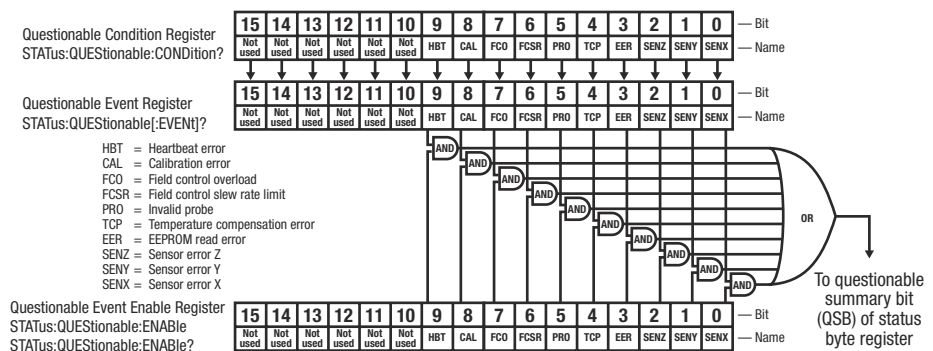 Questionable Condition Register
STATus:QUEStionable:CONDition?
15 14 13 12 11 10 9 8 7 6 5 4 3 2 1 0 — Bit
Not used Not used Not used Not used Not used Not used HBT CAL FCO FCSR PRO TCP EER SENZ SENY SENX — Name
Questionable Event Register
STATus:QUEStionable[:EVENt]?
15 14 13 12 11 10 9 8 7 6 5 4 3 2 1 0 — Bit
Not used Not used Not used Not used Not used Not used HBT CAL FCO FCSR PRO TCP EER SENZ SENY SENX — Name
HBT = Heartbeat error
CAL = Calibration error
FCO = Field control overload
FCSR = Field control slew rate limit
PRO = Invalid probe
TCP = Temperature compensation error
EER = EEPROM read error
SENZ = Sensor error Z
SENY = Sensor error Y
SENX = Sensor error X
AND
AND
AND
AND
AND
AND
AND
AND
AND
AND
OR
To questionable
summary bit
(QSB) of status
byte register
Questionable Event Enable Register
STATus:QUEStionable:ENABle
STATus:QUEStionable:ENABle?
15 14 13 12 11 10 9 8 7 6 5 4 3 2 1 0 — Bit
Not used Not used Not used Not used Not used Not used HBT CAL FCO FCSR PRO TCP EER SENZ SENY SENX — Name